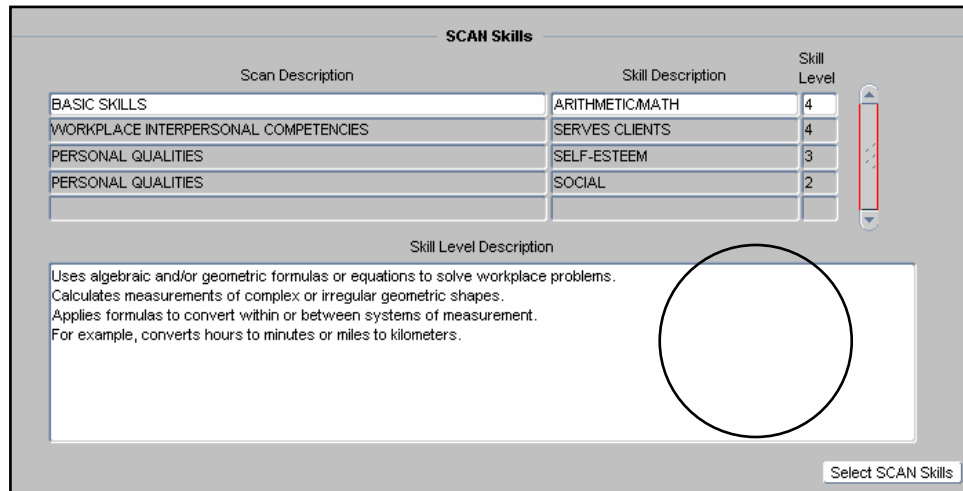 SCAN Skills
Scan Description Skill Description Skill Level
BASIC SKILLS ARITHMETIC/MATH 4
WORKPLACE INTERPERSONAL COMPETENCIES SERVES CLIENTS 4
PERSONAL QUALITIES SELF-ESTEEM 3
PERSONAL QUALITIES SOCIAL 2
Skill Level Description
Uses algebraic and/or geometric formulas or equations to solve workplace problems.
Calculates measurements of complex or irregular geometric shapes.
Applies formulas to convert within or between systems of measurement.
For example, converts hours to minutes or miles to kilometers.
Select SCAN Skills